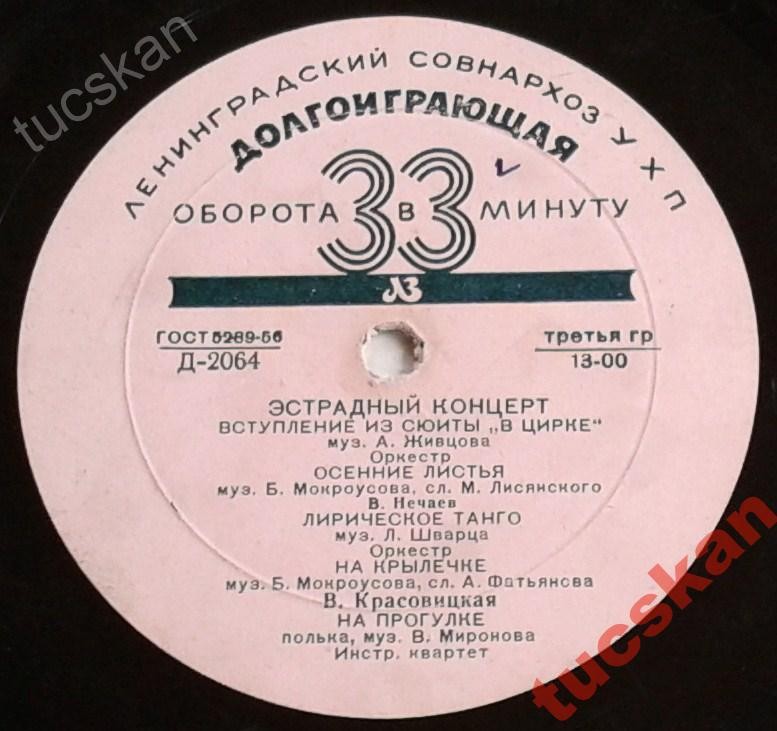 tucskan
ЛЕНИНГРАДСКИЙ СОВНАРХОЗ УХП
ДОЛГОИГРАЮЩАЯ
ОБОРОТА 33 В МИНУТУ
ЛЗ
ГОСТ 5289-56
Д-2064
третья гр
13-00
ЭСТРАДНЫЙ КОНЦЕРТ
ВСТУПЛЕНИЕ ИЗ СЮИТЫ „В ЦИРКЕ"
муз. А. Живцова
Оркестр
ОСЕННИЕ ЛИСТЬЯ
муз. Б. Мокроусова, сл. М. Лисянского
В. Нечаев
ЛИРИЧЕСКОЕ ТАНГО
муз. Л. Шварца
Оркестр
НА КРЫЛЕЧКЕ
муз. Б. Мокроусова, сл. А. Фатьянова
В. Красовицкая
НА ПРОГУЛКЕ
полька, муз. В. Миронова
Инстр. квартет
tucskan